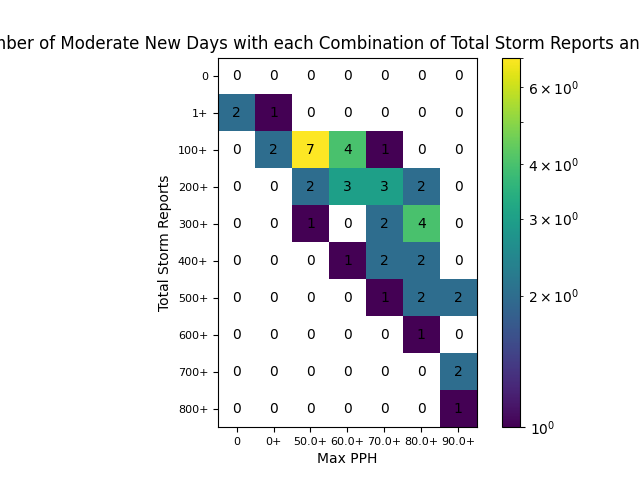 of Moderate New Days with each Combination of Total Storm Reports
6 × 10⁰
4 × 10⁰
3 × 10⁰
2 × 10⁰
10⁰
Total Storm Reports
0 0 0 0 0 0 0 0
1+ 2 1 0 0 0 0 0
100+ 0 2 7 4 1 0 0
200+ 0 0 2 3 3 2 0
300+ 0 0 1 0 2 4 0
400+ 0 0 0 1 2 2 0
500+ 0 0 0 0 1 2 2
600+ 0 0 0 0 0 1 0
700+ 0 0 0 0 0 0 2
800+ 0 0 0 0 0 0 1
0 0+ 50.0+ 60.0+ 70.0+ 80.0+ 90.0+
Max PPH